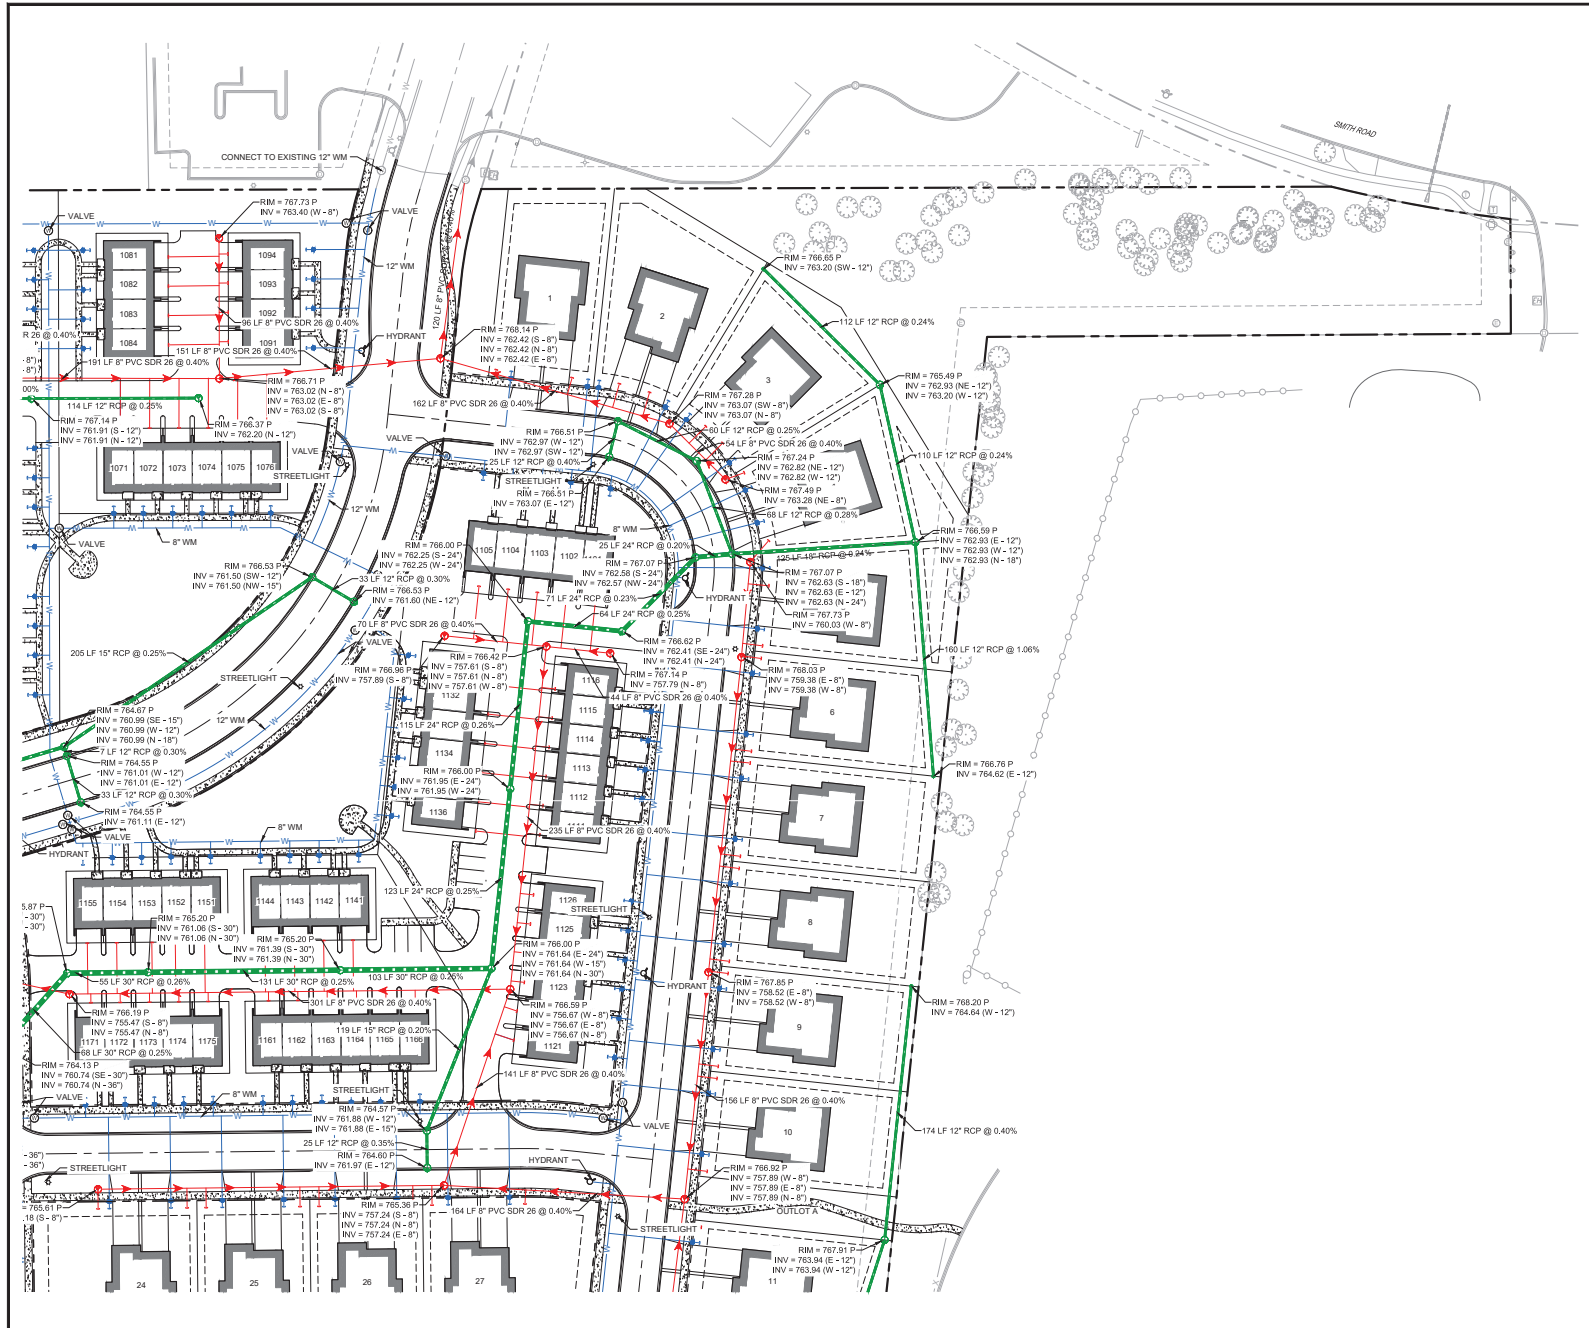 SMITH ROAD
CONNECT TO EXISTING 12" WM
RIM = 767.73 P
INV = 763.40 (W - 8")
VALVE
VALVE
12" WM
1081
1082
1083
1084
1094
1093
1092
1091
96 LF 8" PVC SDR 26 @ 0.40%
R 26 @ 0.40%
151 LF 8" PVC SDR 26 @ 0.40%
191 LF 8" PVC SDR 26 @ 0.40%
HYDRANT
RIM = 768.14 P
INV = 762.42 (S - 8")
INV = 762.42 (N - 8")
INV = 762.42 (E - 8")
1
2
3
RIM = 766.65 P
INV = 763.20 (SW - 12")
112 LF 12" RCP @ 0.24%
RIM = 765.49 P
INV = 762.93 (NE - 12")
INV = 763.20 (W - 12")
RIM = 766.71 P
INV = 763.02 (N - 8")
INV = 763.02 (E - 8")
INV = 763.02 (S - 8")
114 LF 12" RCP @ 0.25%
RIM = 767.14 P
INV = 761.91 (S - 12")
INV = 761.91 (N - 12")
RIM = 766.37 P
INV = 762.20 (N - 12")
162 LF 8" PVC SDR 26 @ 0.40%
RIM = 767.28 P
INV = 763.07 (SW - 8")
INV = 763.07 (N - 8")
60 LF 12" RCP @ 0.25%
54 LF 8" PVC SDR 26 @ 0.40%
RIM = 766.51 P
INV = 762.97 (W - 12")
INV = 762.97 (SW - 12")
25 LF 12" RCP @ 0.40%
VALVE
VALVE
STREETLIGHT
RIM = 767.24 P
INV = 762.82 (NE - 12")
INV = 762.82 (W - 12")
110 LF 12" RCP @ 0.24%
1071
1072
1073
1074
1075
1076
STREETLIGHT
RIM = 766.51 P
INV = 763.07 (E - 12")
RIM = 767.49 P
INV = 763.28 (NE - 8")
68 LF 12" RCP @ 0.28%
12" WM
8" WM
8" WM
VALVE
RIM = 766.59 P
INV = 762.93 (E - 12")
INV = 762.93 (W - 12")
INV = 762.93 (N - 18")
1105
1104
1103
1102
25 LF 24" RCP @ 0.20%
125 LF 18" RCP @ 0.24%
RIM = 766.00 P
INV = 762.25 (S - 24")
INV = 762.25 (W - 24")
RIM = 767.07 P
INV = 762.58 (S - 24")
INV = 762.57 (NW - 24")
71 LF 24" RCP @ 0.23%
64 LF 24" RCP @ 0.25%
RIM = 767.07 P
INV = 762.63 (S - 18")
INV = 762.63 (E - 12")
INV = 762.63 (N - 24")
HYDRANT
RIM = 766.53 P
INV = 761.50 (SW - 12")
INV = 761.50 (NW - 15")
33 LF 12" RCP @ 0.30%
RIM = 766.53 P
INV = 761.60 (NE - 12")
RIM = 767.73 P
INV = 760.03 (W - 8")
70 LF 8" PVC SDR 26 @ 0.40%
VALVE
RIM = 766.62 P
INV = 762.41 (SE - 24")
INV = 762.41 (N - 24")
160 LF 12" RCP @ 1.06%
205 LF 15" RCP @ 0.25%
RIM = 766.42 P
INV = 757.61 (S - 8")
INV = 757.61 (N - 8")
INV = 757.61 (W - 8")
RIM = 766.96 P
INV = 757.89 (S - 8")
RIM = 767.14 P
INV = 757.79 (N - 8")
RIM = 768.03 P
INV = 759.38 (E - 8")
INV = 759.38 (W - 8")
STREETLIGHT
44 LF 8" PVC SDR 26 @ 0.40%
1132
1134
1136
1116
1115
1114
1113
1112
6
RIM = 764.67 P
INV = 760.99 (SE - 15")
INV = 760.99 (W - 12")
INV = 760.99 (N - 18")
12" WM
115 LF 24" RCP @ 0.26%
7 LF 12" RCP @ 0.30%
RIM = 764.55 P
INV = 761.01 (W - 12")
INV = 761.01 (E - 12")
33 LF 12" RCP @ 0.30%
RIM = 764.55 P
INV = 761.11 (E - 12")
RIM = 766.00 P
INV = 761.95 (E - 24")
INV = 761.95 (W - 24")
RIM = 766.76 P
INV = 764.62 (E - 12")
7
VALVE
HYDRANT
8" WM
235 LF 8" PVC SDR 26 @ 0.40%
123 LF 24" RCP @ 0.25%
1155
1154
1153
1152
1151
1144
1143
1142
1141
1126
1125
1123
1121
STREETLIGHT
8
5.87 P
- 30")
- 30")
RIM = 765.20 P
INV = 761.06 (S - 30")
INV = 761.06 (N - 30")
RIM = 765.20 P
INV = 761.39 (S - 30")
INV = 761.39 (N - 30")
RIM = 766.00 P
INV = 761.64 (E - 24")
INV = 761.64 (W - 15")
INV = 761.64 (N - 30")
55 LF 30" RCP @ 0.26%
131 LF 30" RCP @ 0.25%
103 LF 30" RCP @ 0.25%
HYDRANT
RIM = 767.85 P
INV = 758.52 (E - 8")
INV = 758.52 (W - 8")
301 LF 8" PVC SDR 26 @ 0.40%
RIM = 768.20 P
INV = 764.64 (W - 12")
RIM = 766.19 P
INV = 755.47 (S - 8")
INV = 755.47 (N - 8")
RIM = 766.59 P
INV = 756.67 (W - 8")
INV = 756.67 (E - 8")
INV = 756.67 (N - 8")
9
119 LF 15" RCP @ 0.20%
1171
1172
1173
1174
1175
1161
1162
1163
1164
1165
1166
68 LF 30" RCP @ 0.25%
RIM = 764.13 P
INV = 760.74 (SE - 30")
INV = 760.74 (N - 36")
141 LF 8" PVC SDR 26 @ 0.40%
VALVE
8" WM
STREETLIGHT
156 LF 8" PVC SDR 26 @ 0.40%
RIM = 764.57 P
INV = 761.88 (W - 12")
INV = 761.88 (E - 15")
VALVE
10
174 LF 12" RCP @ 0.40%
25 LF 12" RCP @ 0.35%
RIM = 764.60 P
INV = 761.97 (E - 12")
- 36")
- 36")
STREETLIGHT
HYDRANT
RIM = 766.92 P
INV = 757.89 (W - 8")
INV = 757.89 (E - 8")
INV = 757.89 (N - 8")
= 765.61 P
.18 (S - 8")
RIM = 765.36 P
INV = 757.24 (S - 8")
INV = 757.24 (N - 8")
INV = 757.24 (E - 8")
164 LF 8" PVC SDR 26 @ 0.40%
OUTLOT A
STREETLIGHT
RIM = 767.91 P
INV = 763.94 (E - 12")
INV = 763.94 (W - 12")
24
25
26
27
11